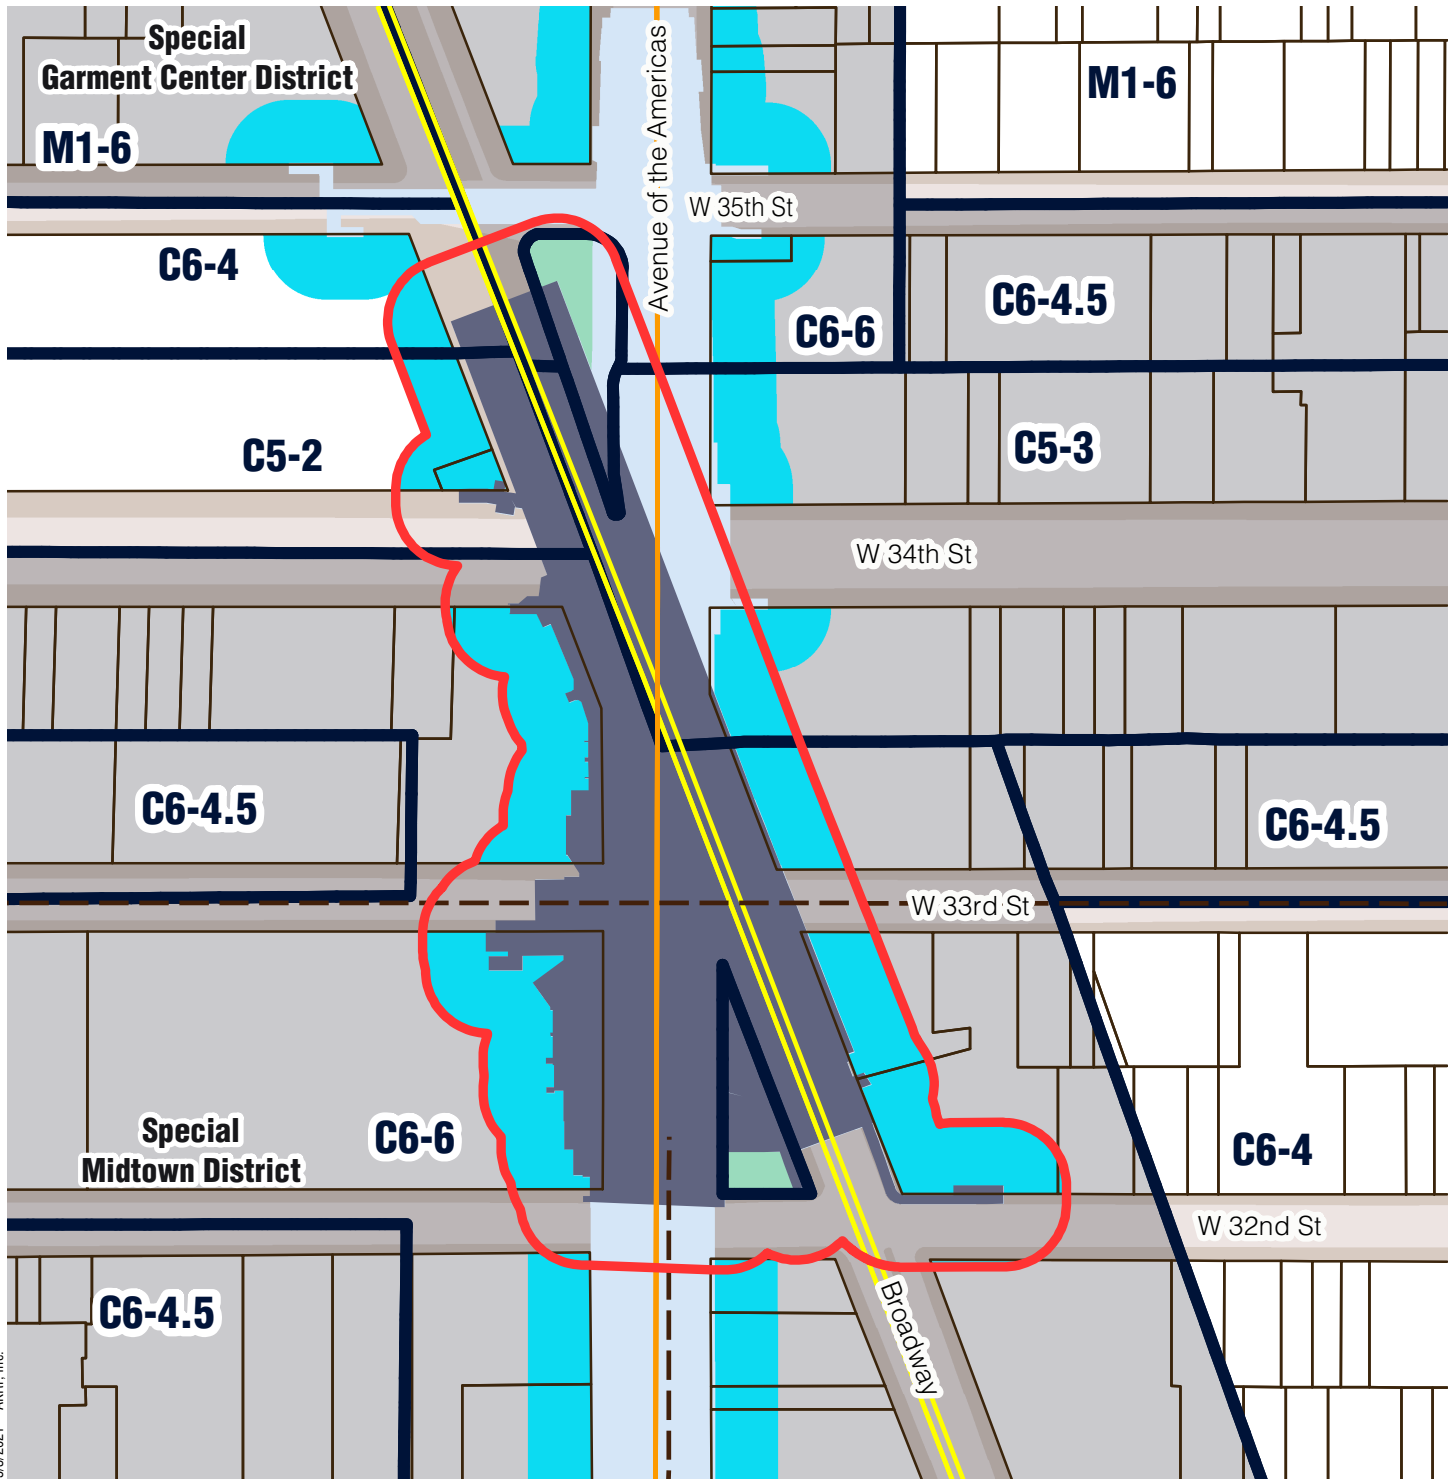 Special
Garment Center District
M1-6
M1-6
Avenue of the Americas
W 35th St
C6-4
C6-6
C6-4.5
C5-2
C5-3
W 34th St
C6-4.5
C6-4.5
W 33rd St
Special
Midtown District
C6-6
C6-4
W 32nd St
C6-4.5
Broadway